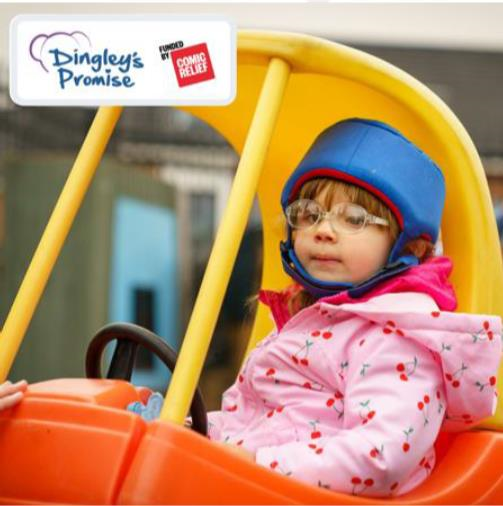 Dingley's
Promise
FUNDED
BY
COMIC
RELIEF